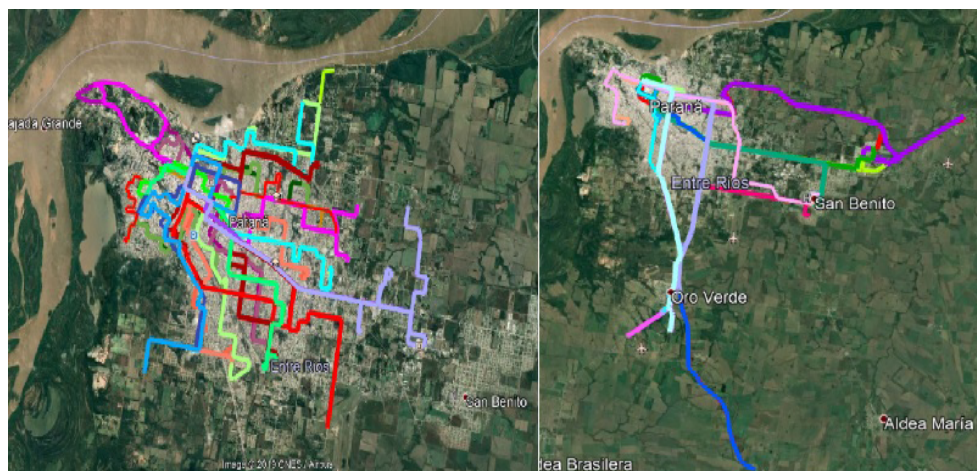 ajada Grande
Paraná
Entre Ríos
San Benito
Image © 2019 CNES / Airbus
Paraná
Entre Ríos
San Benito
Oro Verde
Aldea María
dea Brasilera